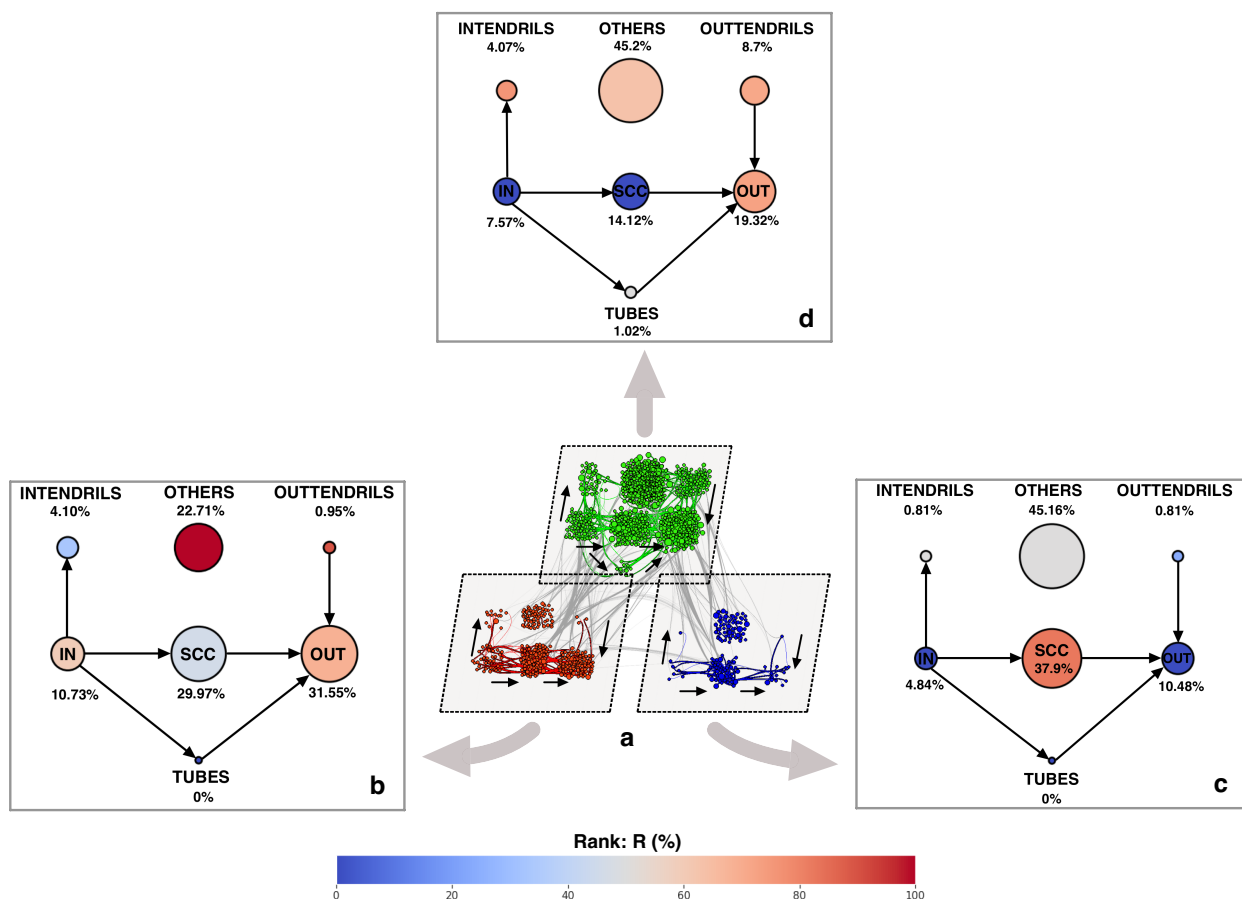 INTENDRILS OTHERS OUTTENDRILS
4.07% 45.2% 8.7%
IN SCC OUT
7.57% 14.12% 19.32%
TUBES
1.02%
d
INTENDRILS OTHERS OUTTENDRILS
4.10% 22.71% 0.95%
IN SCC OUT
10.73% 29.97% 31.55%
TUBES
0%
b
a
INTENDRILS OTHERS OUTTENDRILS
0.81% 45.16% 0.81%
IN SCC OUT
4.84% 37.9% 10.48%
TUBES
0%
c
Rank: R (%)
0 20 40 60 80 100